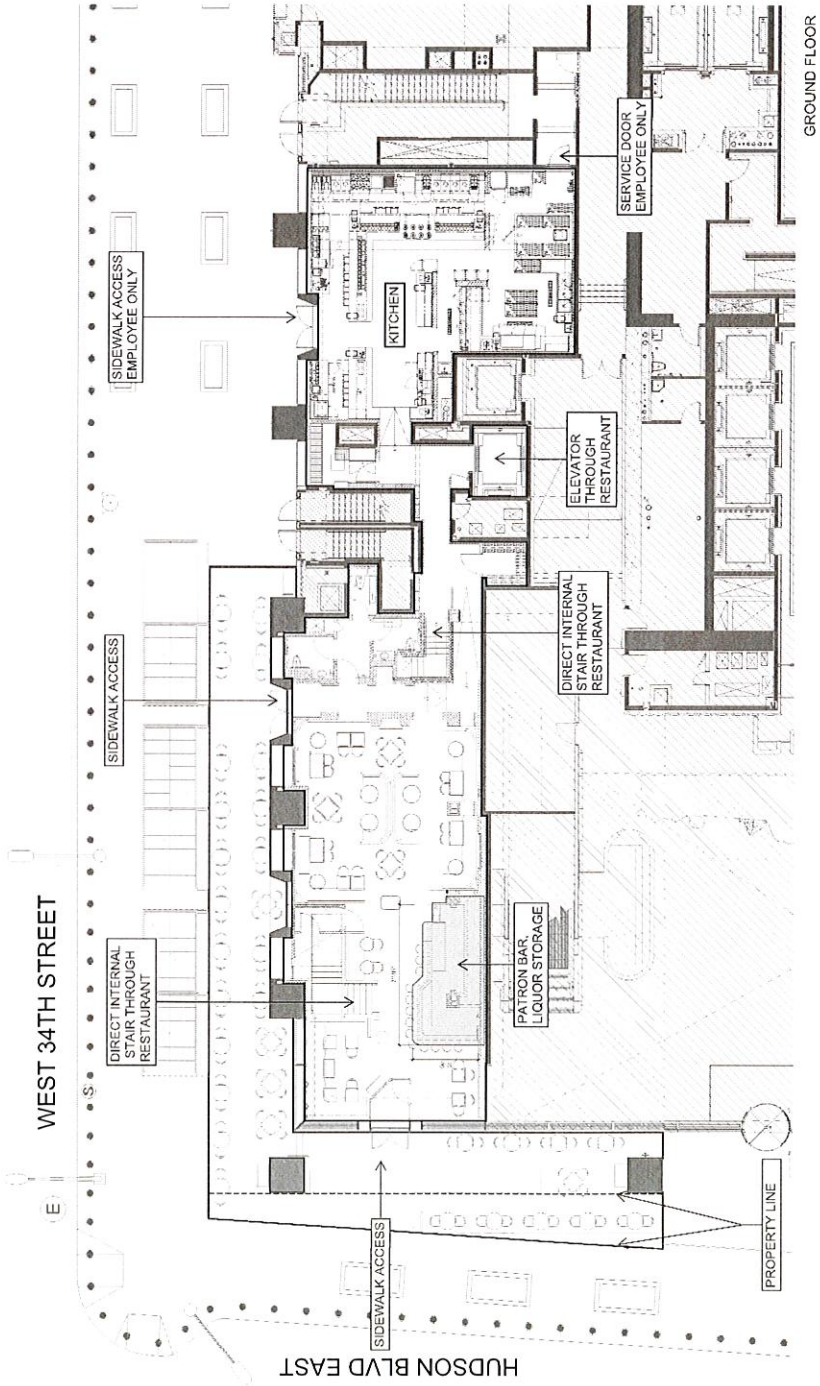 WEST 34TH STREET
SIDEWALK ACCESS
EMPLOYEE ONLY
SIDEWALK ACCESS
DIRECT INTERNAL
STAIR THROUGH
RESTAURANT
KITCHEN
SERVICE DOOR
EMPLOYEE ONLY
ELEVATOR
THROUGH
RESTAURANT
DIRECT INTERNAL
STAIR THROUGH
RESTAURANT
PATRON BAR,
LIQUOR STORAGE
SIDEWALK ACCESS
PROPERTY LINE
HUDSON BLVD EAST
GROUND FLOOR
E
S